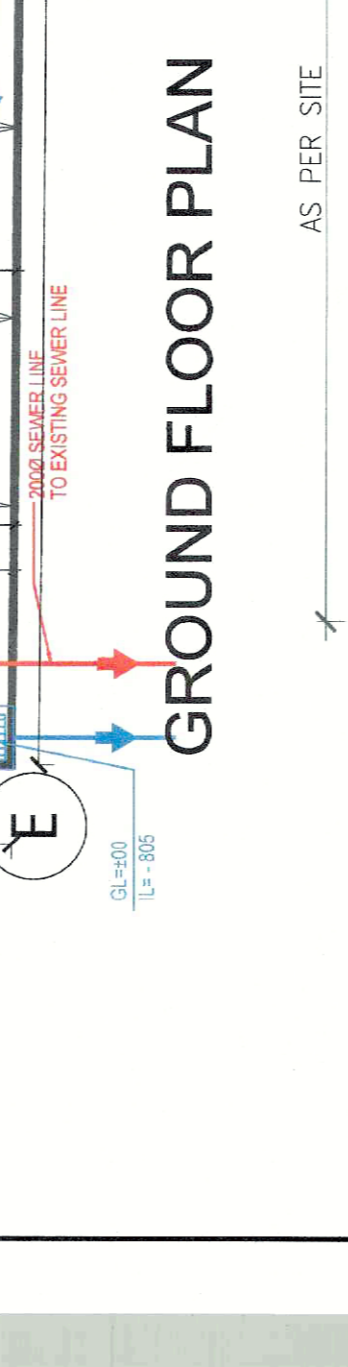 200Ø SEWER LINE
TO EXISTING SEWER LINE
E
GL=±00
IL= - 805
GROUND FLOOR PLAN
AS PER SITE